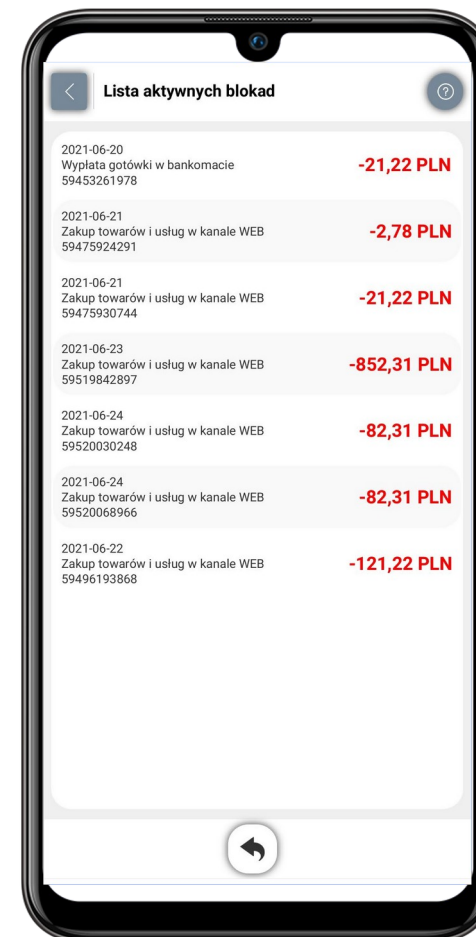 Lista aktywnych blokad
2021-06-20
Wypłata gotówki w bankomacie
59453261978
-21,22 PLN
2021-06-21
Zakup towarów i usług w kanale WEB
59475924291
-2,78 PLN
2021-06-21
Zakup towarów i usług w kanale WEB
59475930744
-21,22 PLN
2021-06-23
Zakup towarów i usług w kanale WEB
59519842897
-852,31 PLN
2021-06-24
Zakup towarów i usług w kanale WEB
59520030248
-82,31 PLN
2021-06-24
Zakup towarów i usług w kanale WEB
59520068966
-82,31 PLN
2021-06-22
Zakup towarów i usług w kanale WEB
59496193868
-121,22 PLN